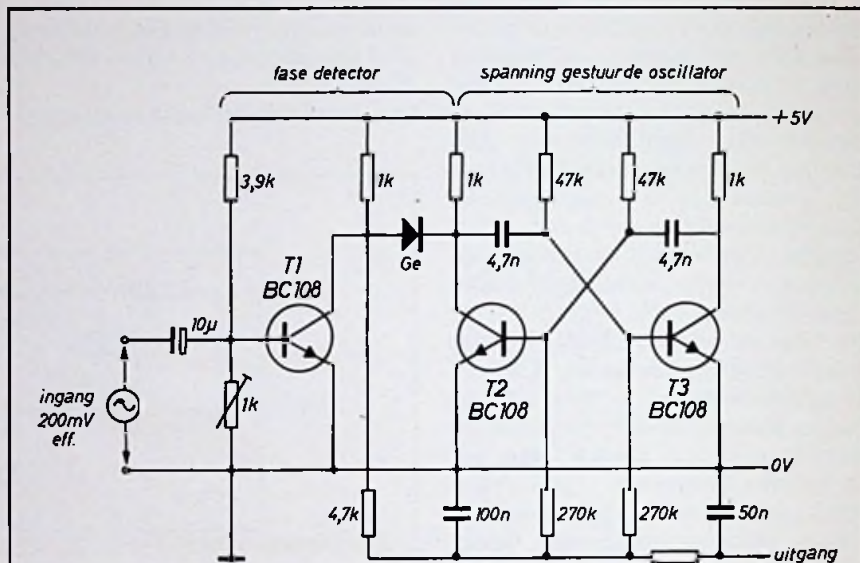 fase detector
spanning gestuurde oscillator
+5V
3,9k
1k
1k
47k
47k
1k
Ge
4,7n
4,7n
T1
BC108
10µ
T2
BC108
T3
BC108
ingang
200mV
eff.
1k
0V
4,7k
100n
270k
270k
50n
uitgang